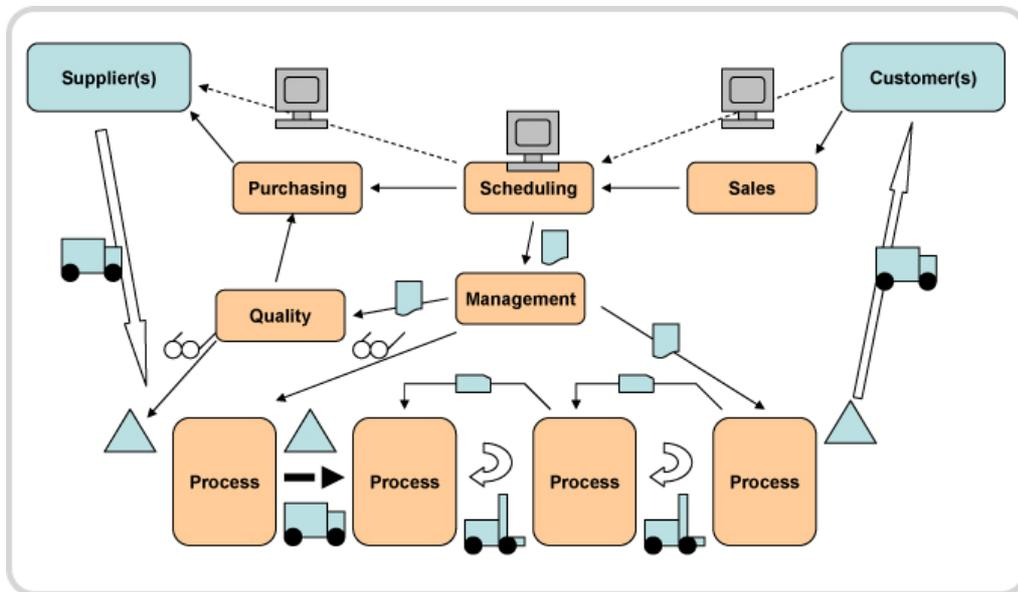 Supplier(s)
Customer(s)
Purchasing
Scheduling
Sales
Quality
Management
Process
Process
Process
Process